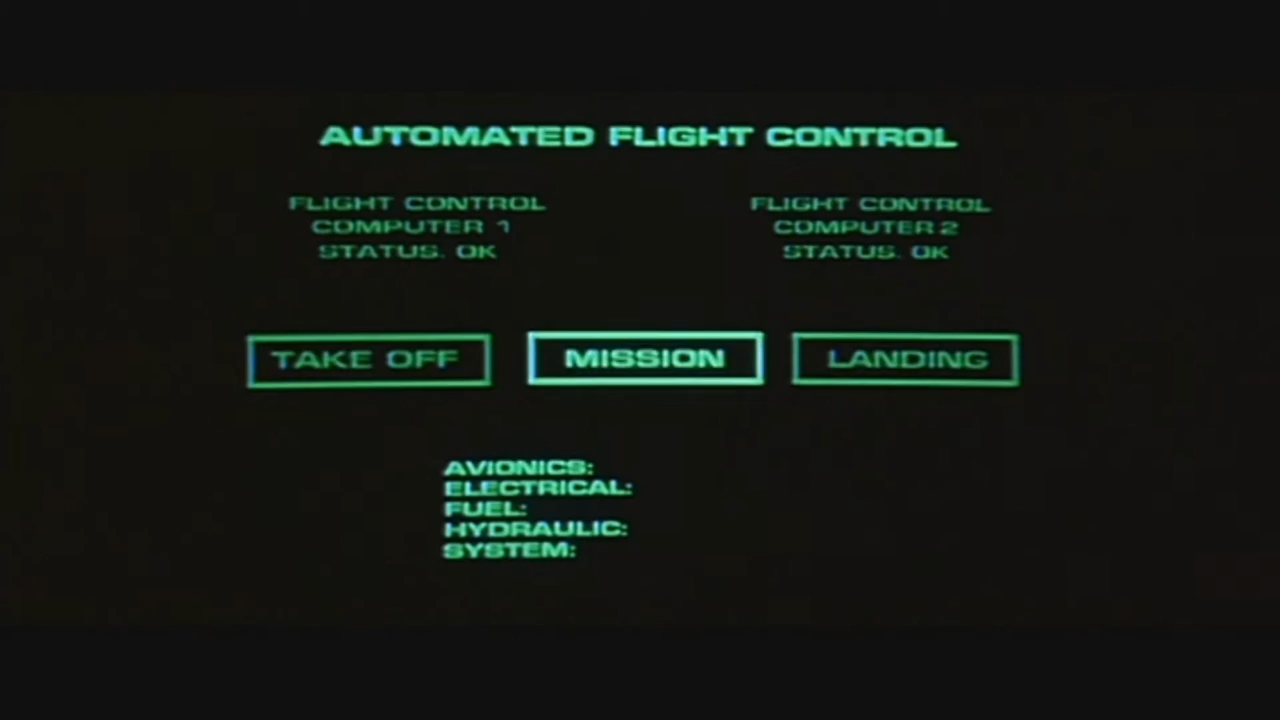 AUTOMATED FLIGHT CONTROL
FLIGHT CONTROL
COMPUTER 1
STATUS. OK
FLIGHT CONTROL
COMPUTER 2
STATUS. OK
TAKE OFF
MISSION
LANDING
AVIONICS:
ELECTRICAL:
FUEL:
HYDRAULIC:
SYSTEM: